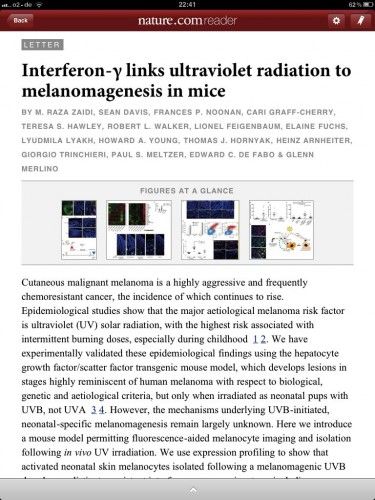 o2-de
22:41
62 %
Back
nature.com reader
LETTER
Interferon-γ links ultraviolet radiation to
melanomagenesis in mice
BY M. RAZA ZAIDI, SEAN DAVIS, FRANCES P. NOONAN, CARI GRAFF-CHERRY,
TERESA S. HAWLEY, ROBERT L. WALKER, LIONEL FEIGENBAUM, ELAINE FUCHS,
LYUDMILA LYAKH, HOWARD A. YOUNG, THOMAS J. HORNYAK, HEINZ ARNHEITER,
GIORGIO TRINCHIERI, PAUL S. MELTZER, EDWARD C. DE FABO & GLENN
MERLINO
FIGURES AT A GLANCE
Cutaneous malignant melanoma is a highly aggressive and frequently
chemoresistant cancer, the incidence of which continues to rise.
Epidemiological studies show that the major aetiological melanoma risk factor
is ultraviolet (UV) solar radiation, with the highest risk associated with
intermittent burning doses, especially during childhood 1 2. We have
experimentally validated these epidemiological findings using the hepatocyte
growth factor/scatter factor transgenic mouse model, which develops lesions in
stages highly reminiscent of human melanoma with respect to biological,
genetic and aetiological criteria, but only when irradiated as neonatal pups with
UVB, not UVA 3 4. However, the mechanisms underlying UVB-initiated,
neonatal-specific melanomagenesis remain largely unknown. Here we introduce
a mouse model permitting fluorescence-aided melanocyte imaging and isolation
following in vivo UV irradiation. We use expression profiling to show that
activated neonatal skin melanocytes isolated following a melanomagenic UVB